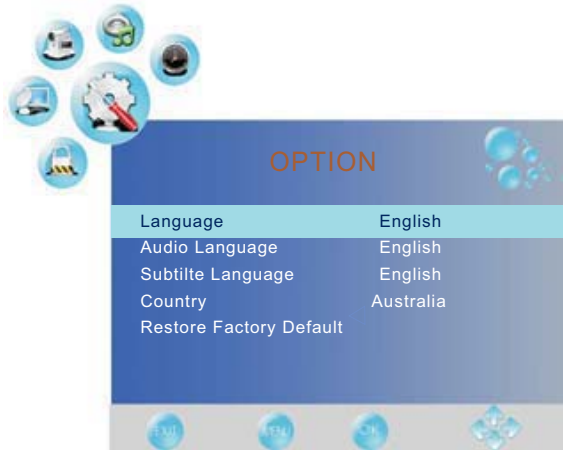 OPTION
Language English
Audio Language English
Subtilte Language English
Country Australia
Restore Factory Default
EXIT MENU OK